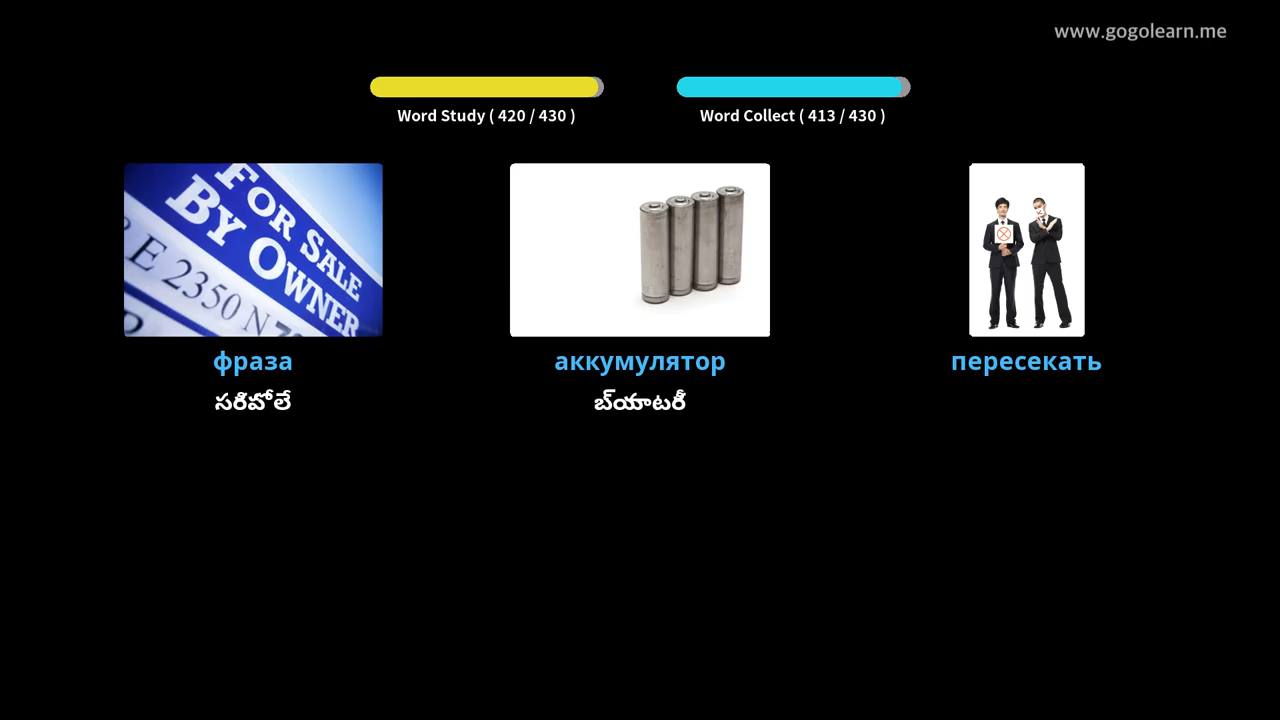 www.gogolearn.me
Word Study ( 420 / 430 )
Word Collect ( 413 / 430 )
FOR SALE
BY OWNER
E 2350 N
фраза
аккумулятор
пересекать
సరిపోలే
బ్యాటరీ